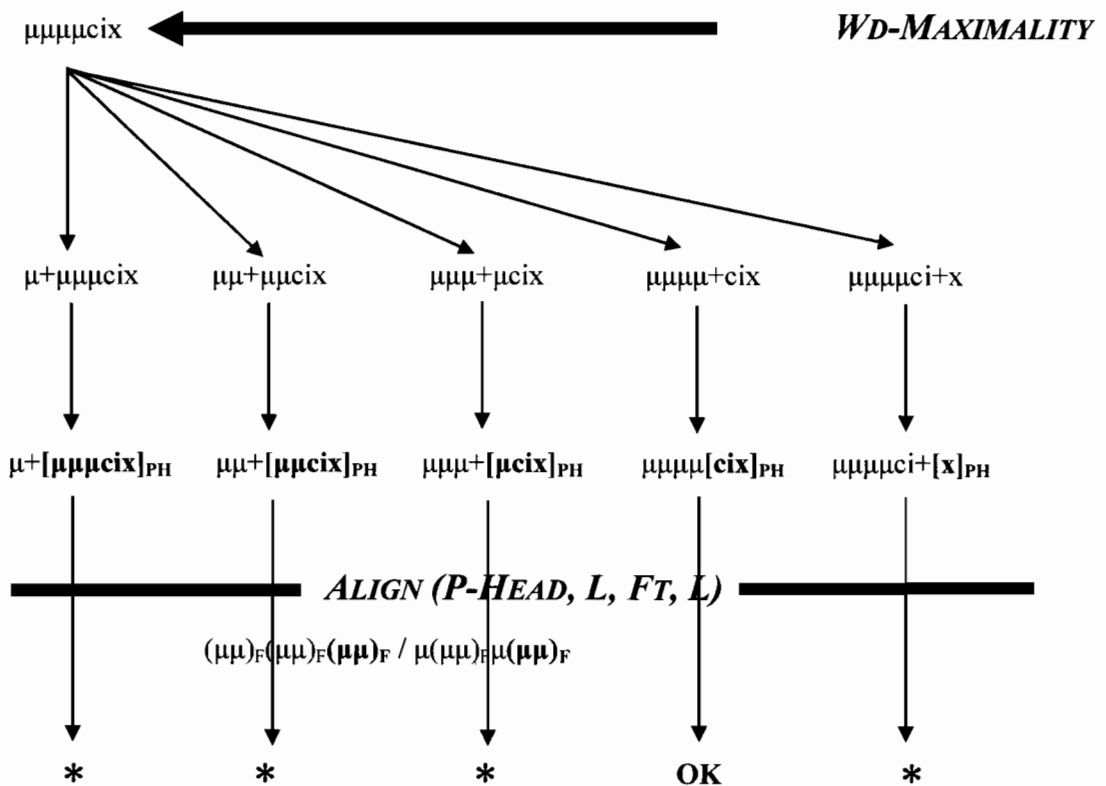 μμμμcix WD-MAXIMALITY
μ+μμμcix μμ+μμcix μμμ+μcix μμμμ+cix μμμμci+x
μ+[μμμcix]PH μμ+[μμcix]PH μμμ+[μcix]PH μμμμ[cix]PH μμμμci+[x]PH
ALIGN (P-HEAD, L, FT, L)
(μμ)F(μμ)F(μμ)F / μ(μμ)Fμ(μμ)F
* * * OK *